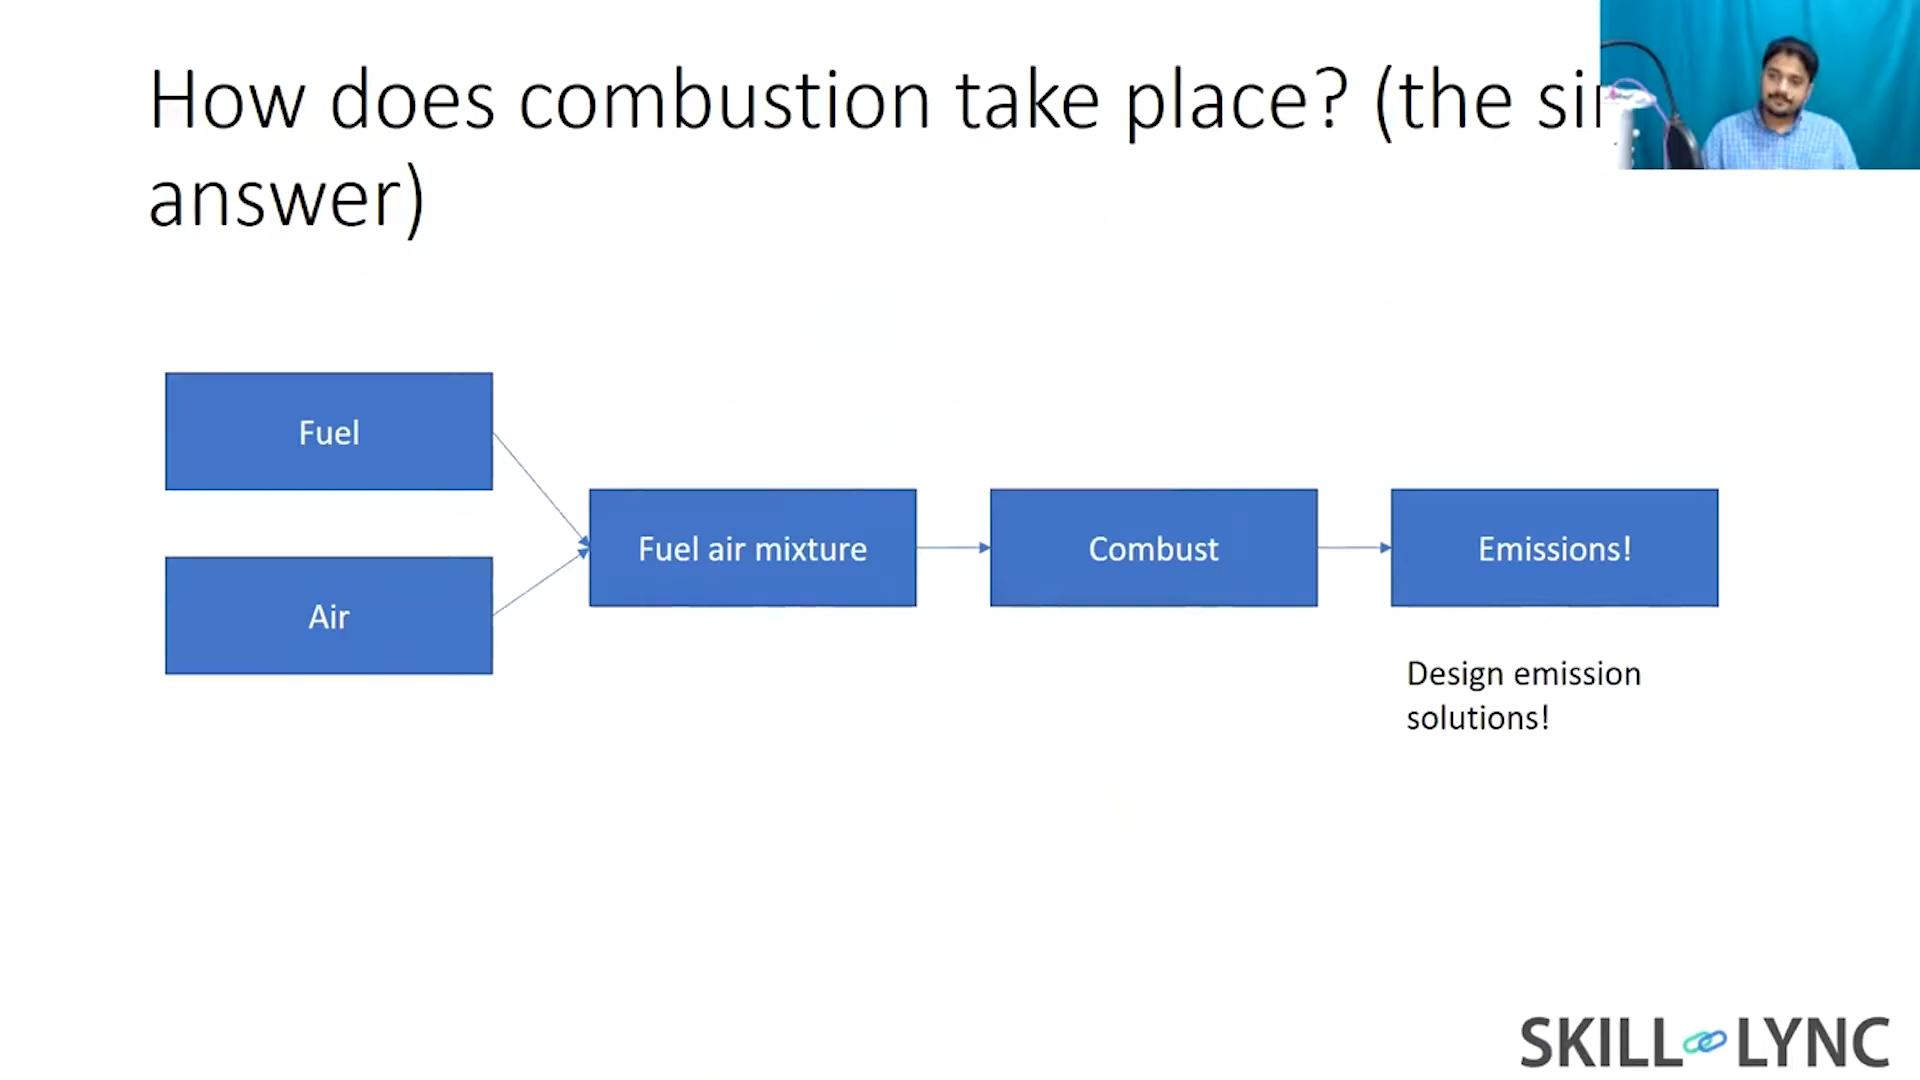 How does combustion take place? (the
answer)
Fuel
Air
Fuel air mixture
Combust
Emissions!
Design emission
solutions!
SKILL LYNC